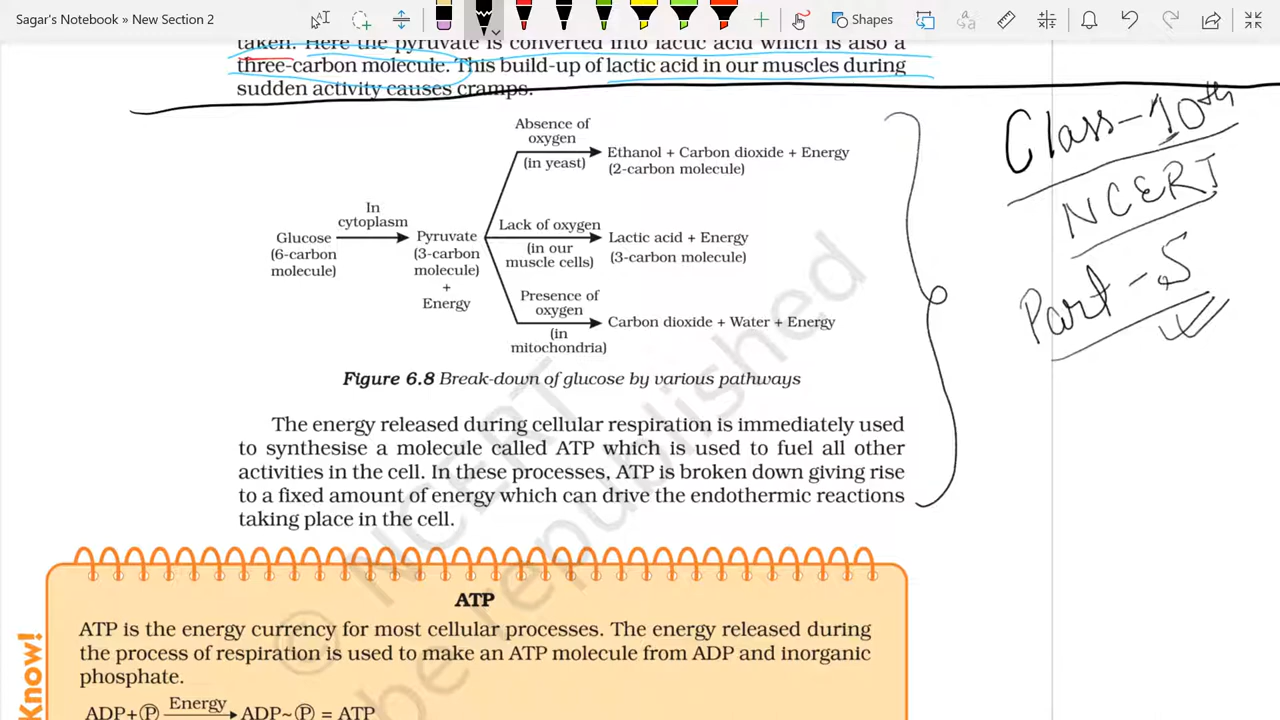 Sagar's Notebook » New Section 2
Shapes
taken. Here the pyruvate is converted into lactic acid which is also a
three-carbon molecule. This build-up of lactic acid in our muscles during
sudden activity causes cramps.
Class-10th
NCERT
Part-5
Absence of
oxygen
(in yeast)
Ethanol + Carbon dioxide + Energy
(2-carbon molecule)
In
cytoplasm
Glucose
(6-carbon
molecule)
Pyruvate
(3-carbon
molecule)
+
Energy
Lack of oxygen
(in our
muscle cells)
Lactic acid + Energy
(3-carbon molecule)
Presence of
oxygen
(in
mitochondria)
Carbon dioxide + Water + Energy
Figure 6.8 Break-down of glucose by various pathways
The energy released during cellular respiration is immediately used
to synthesise a molecule called ATP which is used to fuel all other
activities in the cell. In these processes, ATP is broken down giving rise
to a fixed amount of energy which can drive the endothermic reactions
taking place in the cell.
© NCERT
be republished
Know!
ATP
ATP is the energy currency for most cellular processes. The energy released during
the process of respiration is used to make an ATP molecule from ADP and inorganic
phosphate.
Energy
ADP+Ⓟ ADP~Ⓟ = ATP